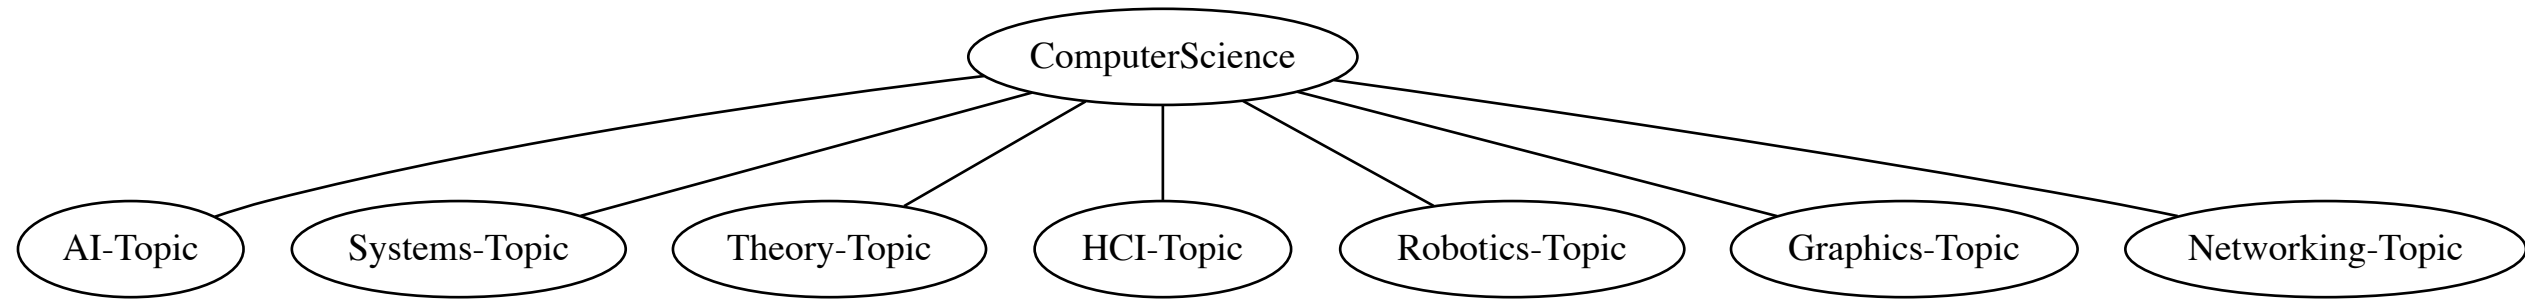 ComputerScience
AI-Topic
Systems-Topic
Theory-Topic
HCI-Topic
Robotics-Topic
Graphics-Topic
Networking-Topic